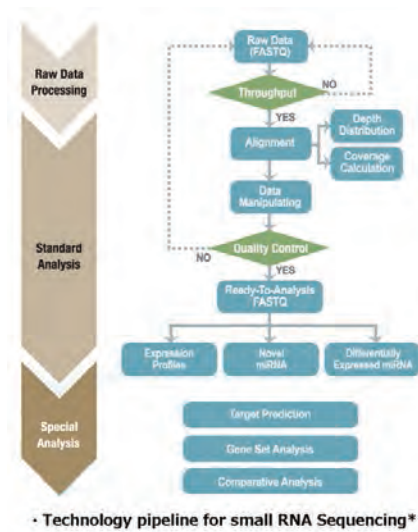 Raw Data
Processing
Standard
Analysis
Special
Analysis
Raw Data
(FASTQ)
NO
Throughput
YES
Depth
Distribution
Alignment
Coverage
Calculation
Data
Manipulating
Quality Control
NO
YES
Ready-To-Analysis
FASTQ
Expression
Profiles
Novel
miRNA
Differentially
Expressed miRNA
Target Prediction
Gene Set Analysis
Comparative Analysis
· Technology pipeline for small RNA Sequencing*